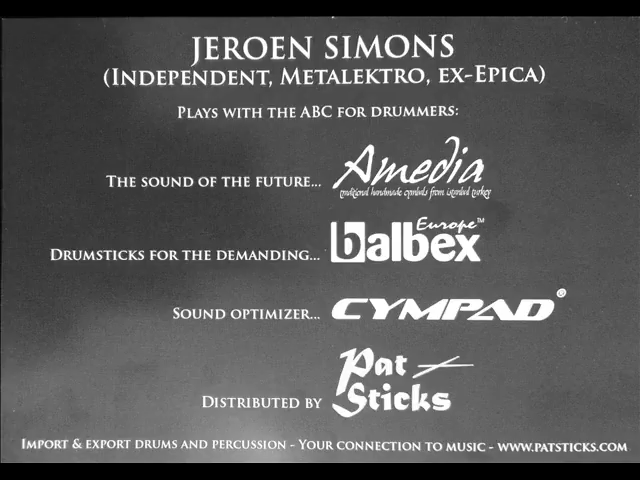 JEROEN SIMONS
(INDEPENDENT, METALEKTRO, EX-EPICA)
PLAYS WITH THE ABC FOR DRUMMERS:
THE SOUND OF THE FUTURE... Amedia
traditional handmade cymbals from istanbul turkey
Europe™
DRUMSTICKS FOR THE DEMANDING... balbex
SOUND OPTIMIZER... CYMPAD®
Pat
DISTRIBUTED BY Sticks
IMPORT & EXPORT DRUMS AND PERCUSSION - YOUR CONNECTION TO MUSIC - WWW.PATSTICKS.COM